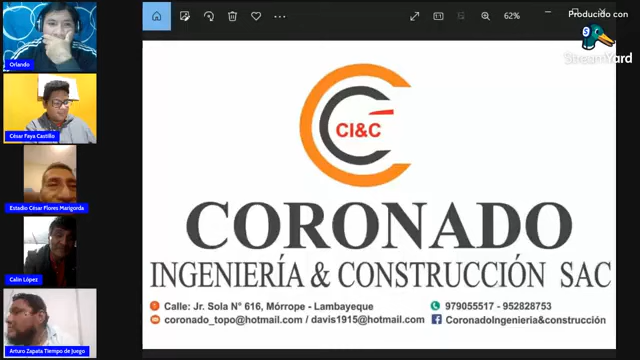 62%
Producido con
StreamYard
Orlando
César Faya Castillo
Estadio César Flores Marigorda
Calín López
Arturo Zapata Tiempo de Juego
CI&C
CORONADO
INGENIERÍA & CONSTRUCCIÓN SAC
Calle: Jr. Sola N° 616, Mórrope - Lambayeque
979055517 - 952828753
coronado_topo@hotmail.com / davis1915@hotmail.com
CoronadoIngenieria&construcción